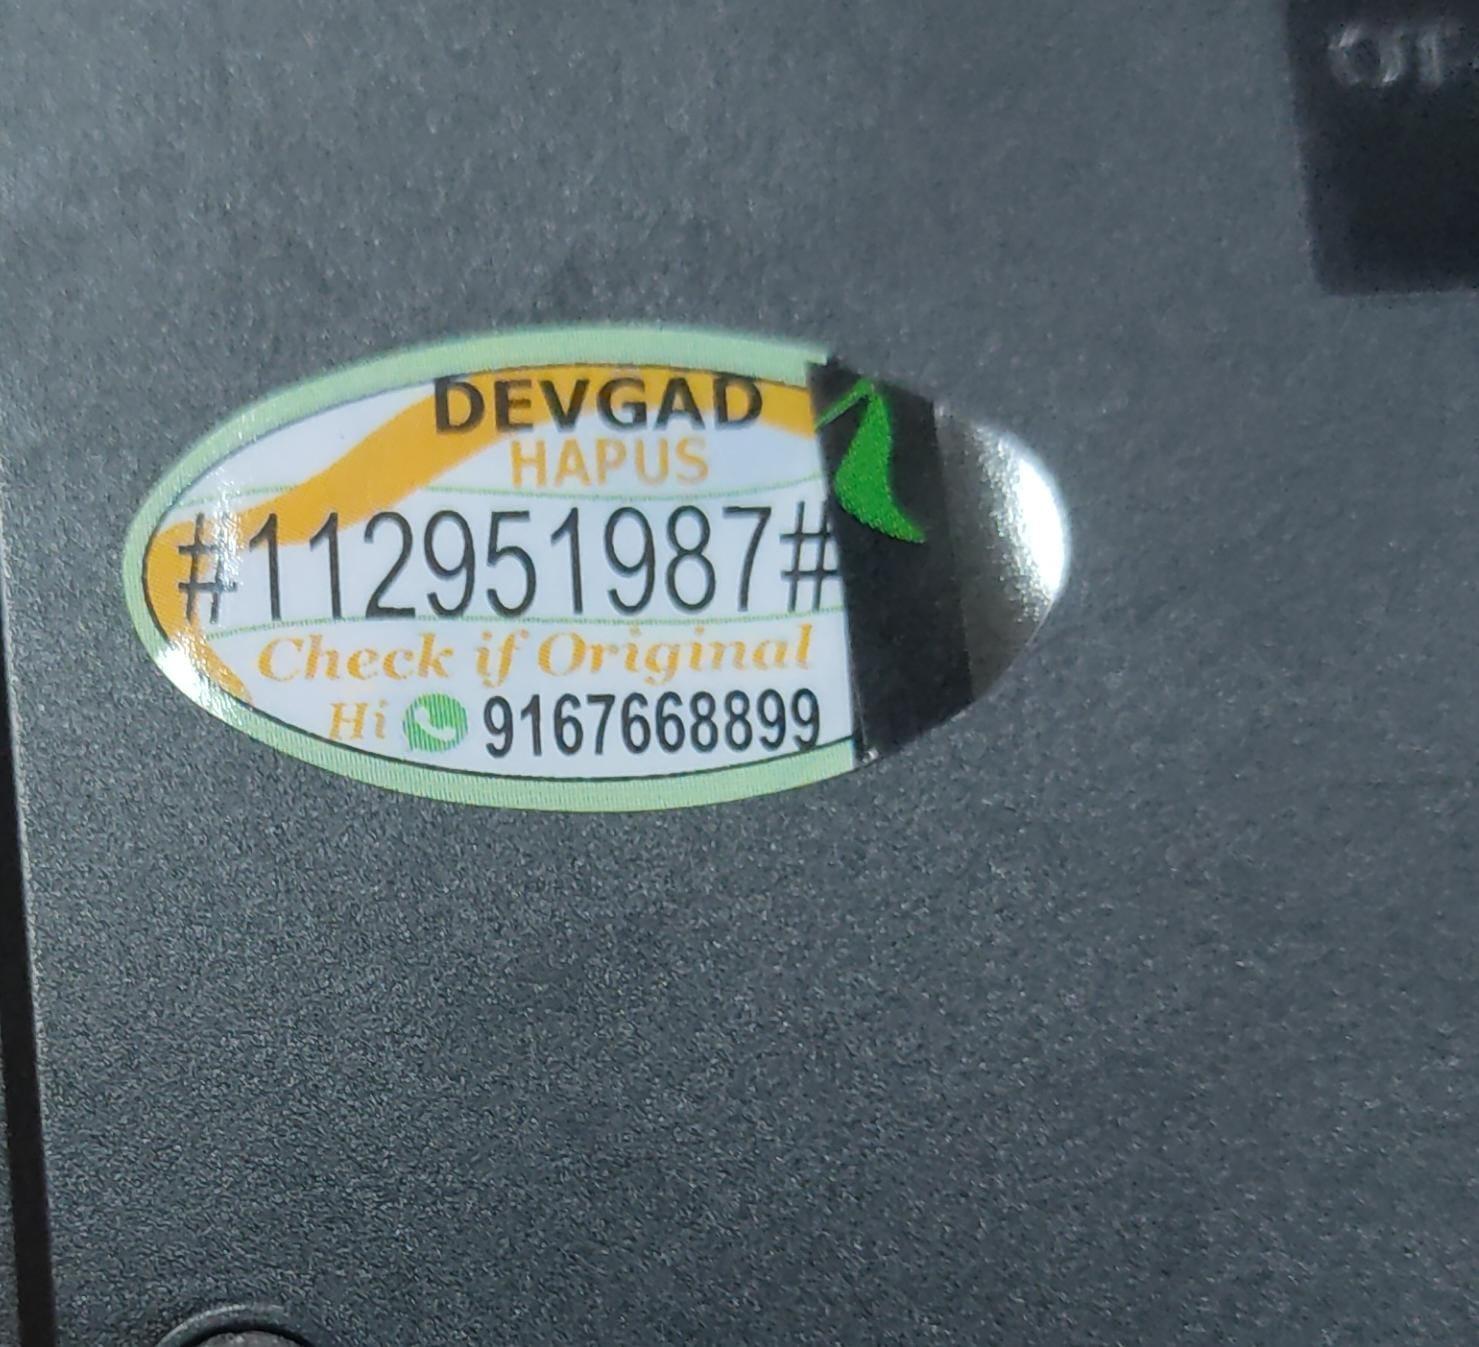 DEVGAD
HAPUS
#112951987#
Check if Original
Hi 9167668899